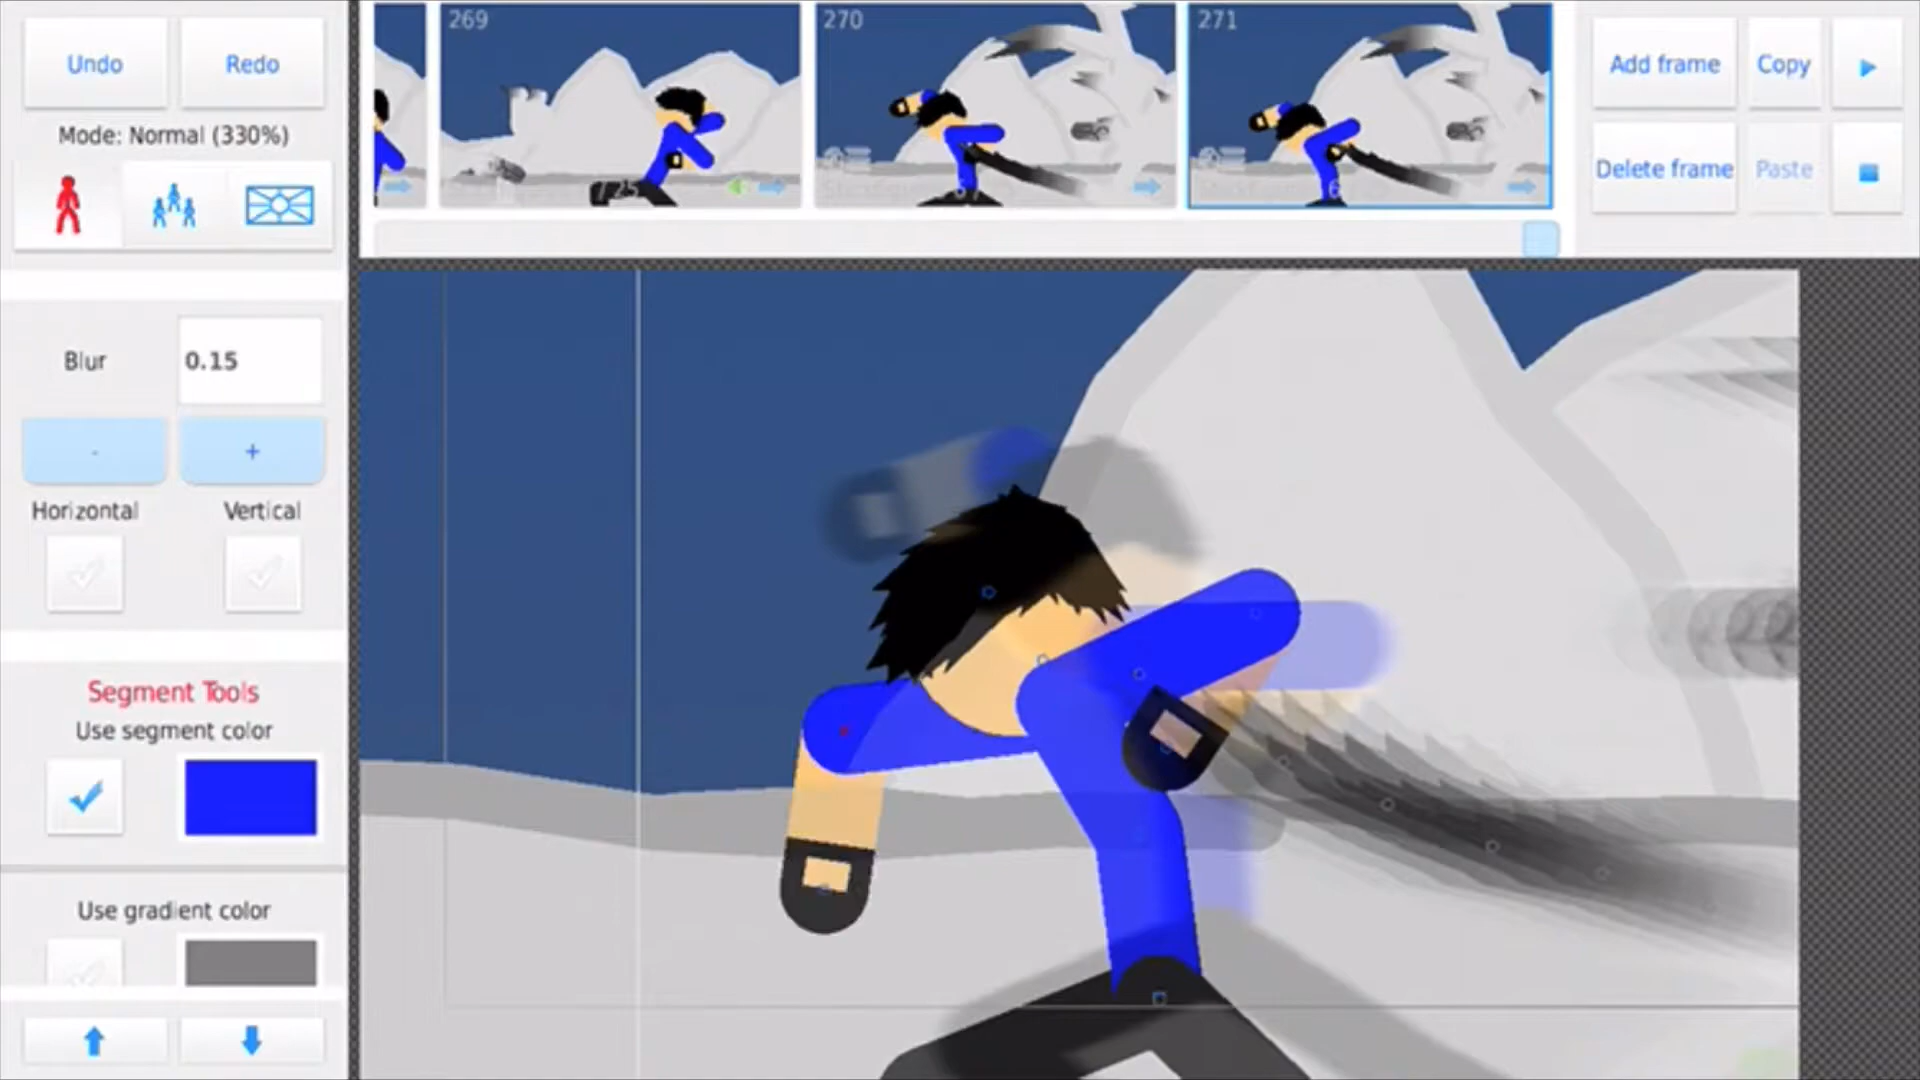 Undo
Redo
Mode: Normal (330%)
Blur
0.15
-
+
Horizontal
Vertical
Segment Tools
Use segment color
Use gradient color
269
270
271
Add frame
Copy
Delete frame
Paste